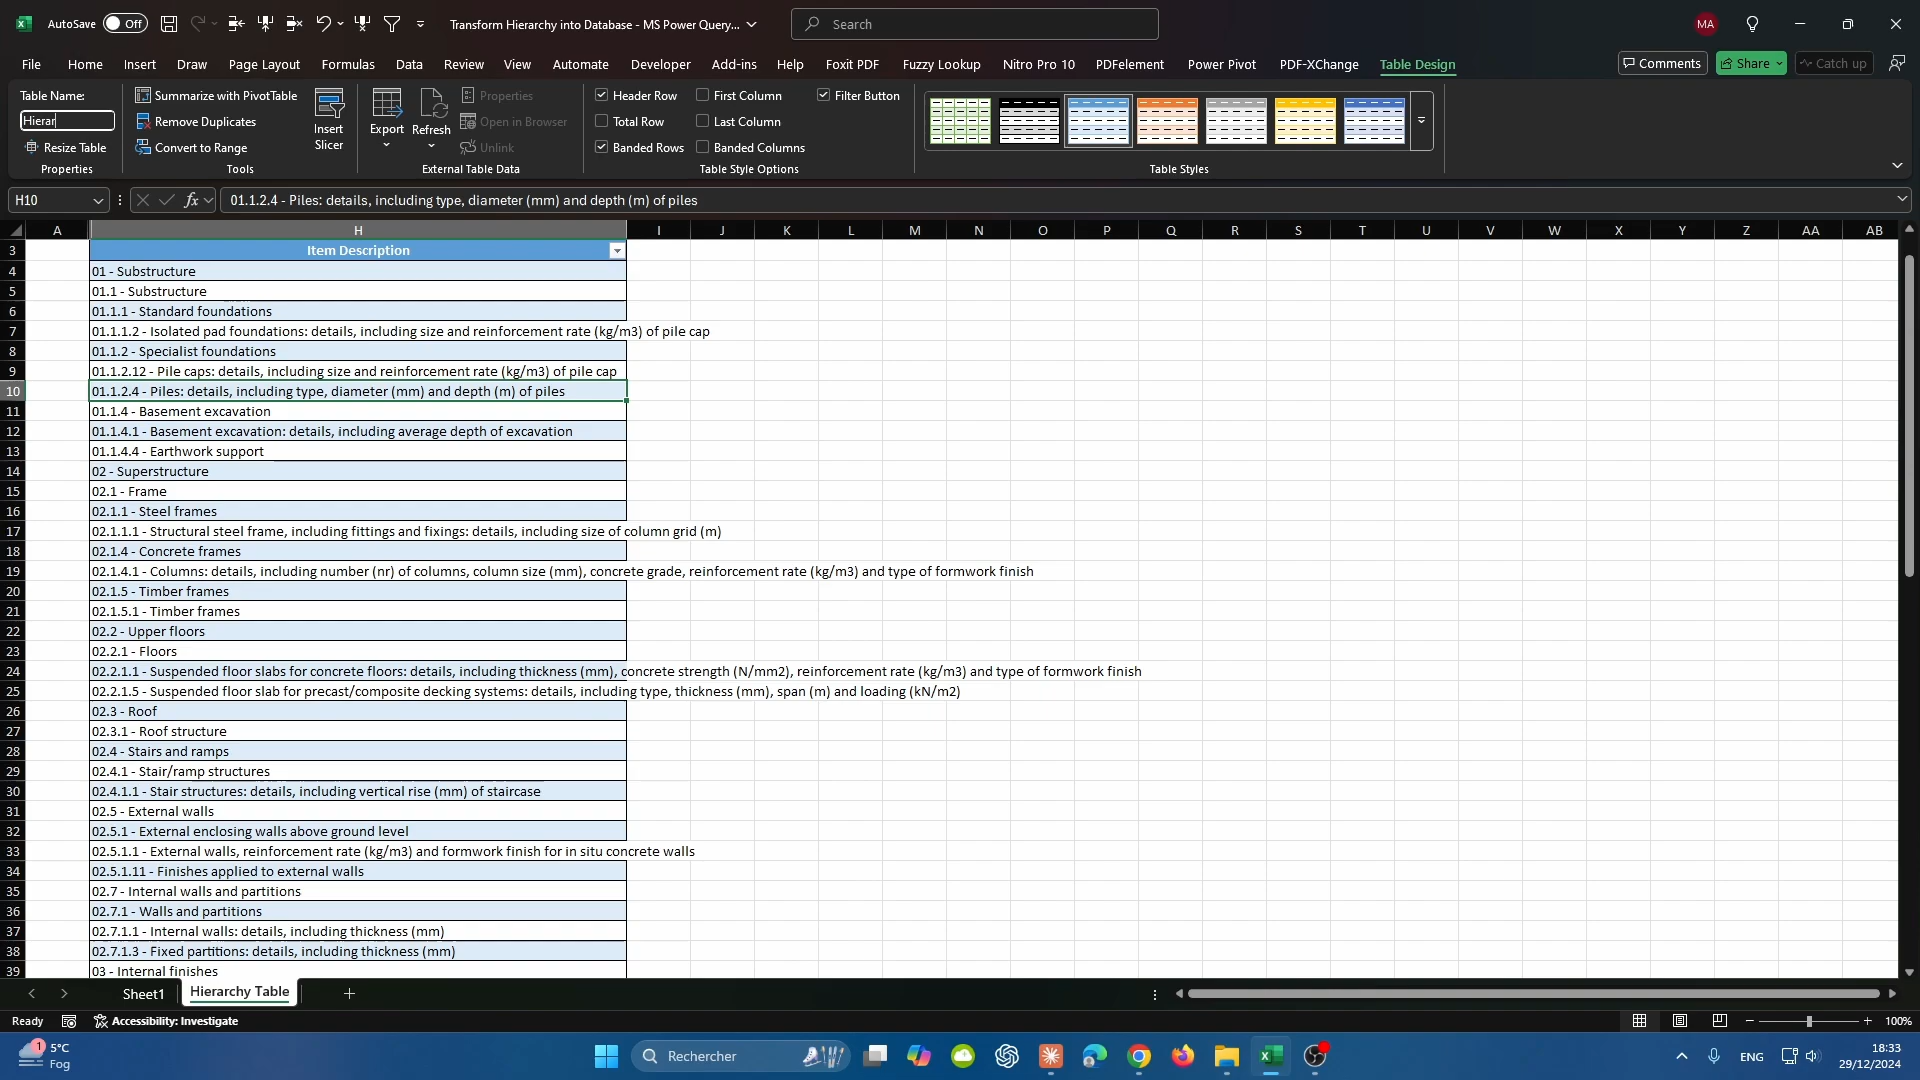 AutoSave Off
Transform Hierarchy into Database - MS Power Query...
Search
MA
File Home Insert Draw Page Layout Formulas Data Review View Automate Developer Add-ins Help Foxit PDF Fuzzy Lookup Nitro Pro 10 PDFelement Power Pivot PDF-XChange Table Design
Comments Share Catch up
Table Name:
Hierar
Resize Table
Properties
Summarize with PivotTable
Remove Duplicates
Convert to Range
Tools
Insert
Slicer
Export
Refresh
Properties
Open in Browser
Unlink
External Table Data
Header Row First Column Filter Button
Total Row Last Column
Banded Rows Banded Columns
Table Style Options
Table Styles
H10
fx
01.1.2.4 - Piles: details, including type, diameter (mm) and depth (m) of piles
A H I J K L M N O P Q R S T U V W X Y Z AA AB
3 Item Description
4 01 - Substructure
5 01.1 - Substructure
6 01.1.1 - Standard foundations
7 01.1.1.2 - Isolated pad foundations: details, including size and reinforcement rate (kg/m3) of pile cap
8 01.1.2 - Specialist foundations
9 01.1.2.12 - Pile caps: details, including size and reinforcement rate (kg/m3) of pile cap
10 01.1.2.4 - Piles: details, including type, diameter (mm) and depth (m) of piles
11 01.1.4 - Basement excavation
12 01.1.4.1 - Basement excavation: details, including average depth of excavation
13 01.1.4.4 - Earthwork support
14 02 - Superstructure
15 02.1 - Frame
16 02.1.1 - Steel frames
17 02.1.1.1 - Structural steel frame, including fittings and fixings: details, including size of column grid (m)
18 02.1.4 - Concrete frames
19 02.1.4.1 - Columns: details, including number (nr) of columns, column size (mm), concrete grade, reinforcement rate (kg/m3) and type of formwork finish
20 02.1.5 - Timber frames
21 02.1.5.1 - Timber frames
22 02.2 - Upper floors
23 02.2.1 - Floors
24 02.2.1.1 - Suspended floor slabs for concrete floors: details, including thickness (mm), concrete strength (N/mm2), reinforcement rate (kg/m3) and type of formwork finish
25 02.2.1.5 - Suspended floor slab for precast/composite decking systems: details, including type, thickness (mm), span (m) and loading (kN/m2)
26 02.3 - Roof
27 02.3.1 - Roof structure
28 02.4 - Stairs and ramps
29 02.4.1 - Stair/ramp structures
30 02.4.1.1 - Stair structures: details, including vertical rise (mm) of staircase
31 02.5 - External walls
32 02.5.1 - External enclosing walls above ground level
33 02.5.1.1 - External walls, reinforcement rate (kg/m3) and formwork finish for in situ concrete walls
34 02.5.1.11 - Finishes applied to external walls
35 02.7 - Internal walls and partitions
36 02.7.1 - Walls and partitions
37 02.7.1.1 - Internal walls: details, including thickness (mm)
38 02.7.1.3 - Fixed partitions: details, including thickness (mm)
39 03 - Internal finishes
Sheet1 Hierarchy Table
Ready Accessibility: Investigate 100%
1
5°C
Fog
Rechercher
ENG
18:33
29/12/2024